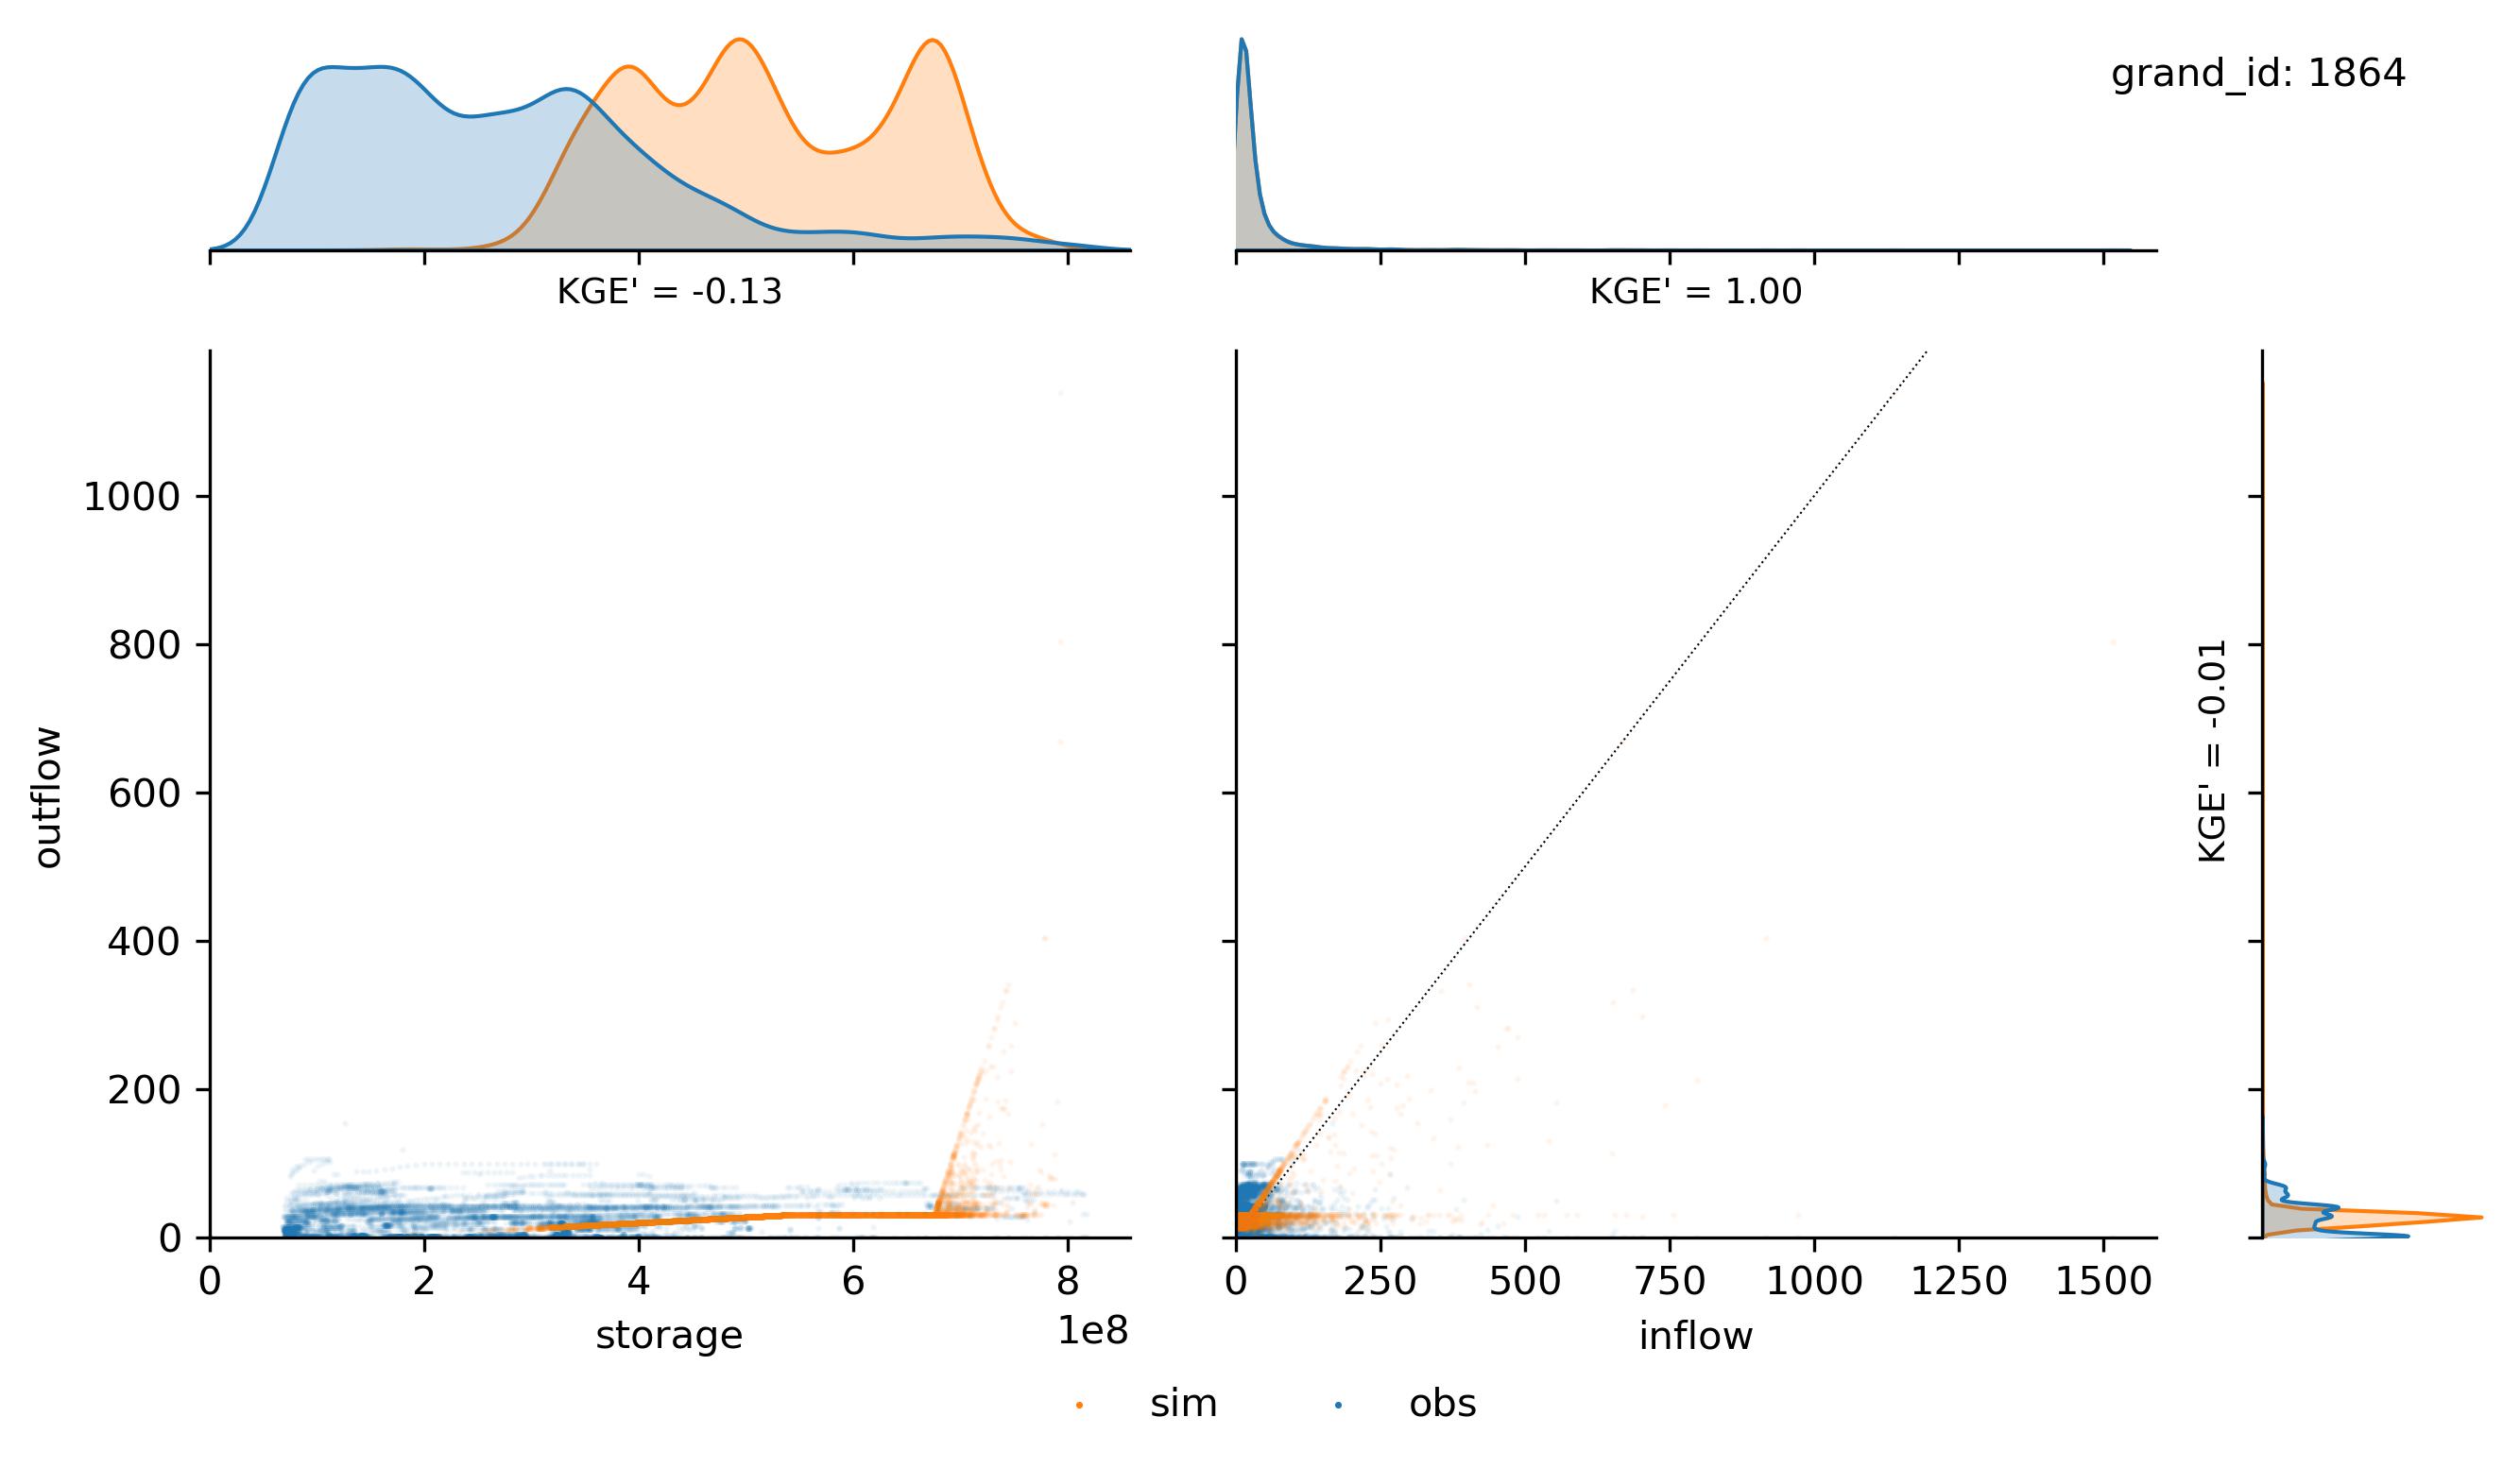 grand_id: 1864
KGE' = -0.13
KGE' = 1.00
1000
800
600
400
200
0
outflow
KGE' = -0.01
0 2 4 6 8
1e8
storage
0 250 500 750 1000 1250 1500
inflow
sim obs